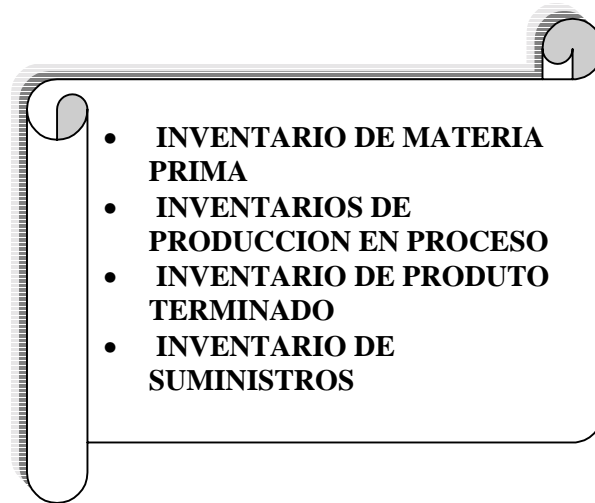 • INVENTARIO DE MATERIA
PRIMA
• INVENTARIOS DE
PRODUCCION EN PROCESO
• INVENTARIO DE PRODUTO
TERMINADO
• INVENTARIO DE
SUMINISTROS